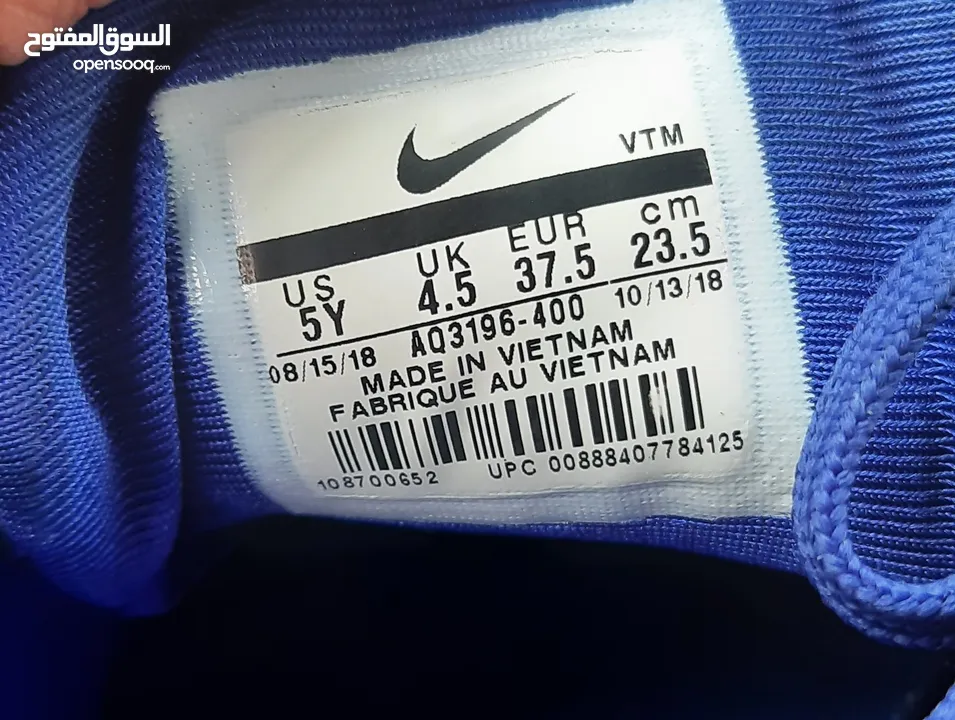 السوق المفتوح
opensooq.com
VTM
US UK EUR cm
5Y 4.5 37.5 23.5
08/15/18 AQ3196-400 10/13/18
MADE IN VIETNAM
FABRIQUE AU VIETNAM
108700652 UPC 00888407784125